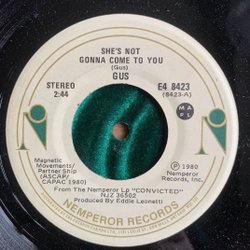 SHE'S NOT
GONNA COME TO YOU
(Gus)
GUS
STEREO
2:44
E4 8423
(8423-A)
M A
P L
N
N
Magnetic
Movements/
Partner Ship
(ASCAP/
CAPAC 1980)
℗ 1980
Nemperor
Records, Inc.
From The Nemperor Lp "CONVICTED"
NJZ 36502
Produced By Eddie Leonetti
NEMPEROR RECORDS